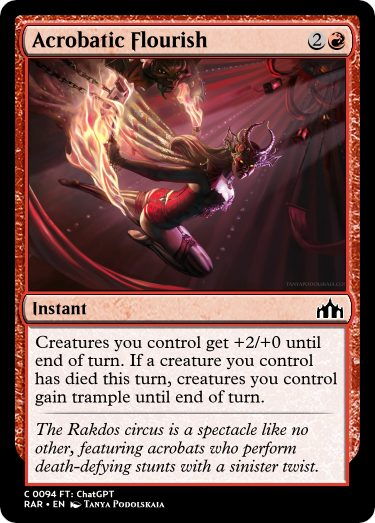 Acrobatic Flourish 2
TANYAPODOLSKAIA.CO
Instant
Creatures you control get +2/+0 until
end of turn. If a creature you control
has died this turn, creatures you control
gain trample until end of turn.
The Rakdos circus is a spectacle like no
other, featuring acrobats who perform
death-defying stunts with a sinister twist.
C 0094 FT: ChatGPT
RAR • EN Tanya Podolskaia